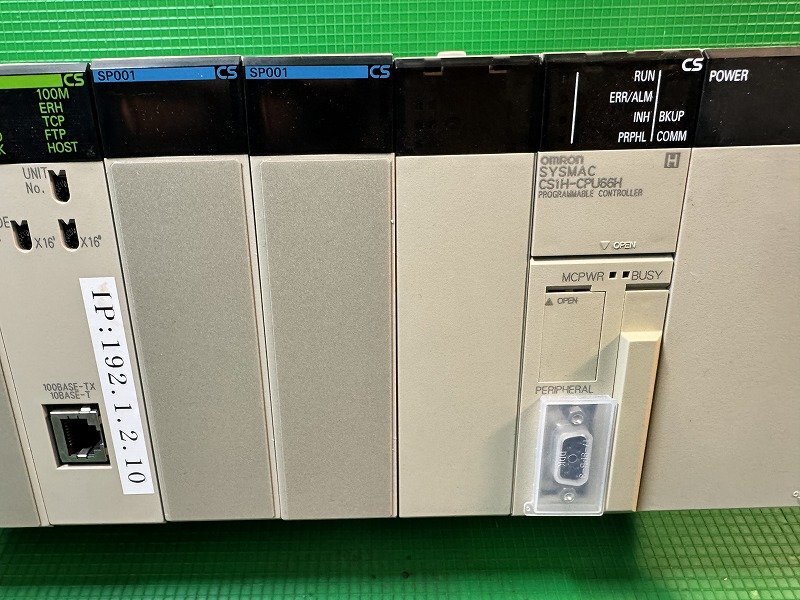 CS
100M
ERH
TCP
FTP
HOST
UNIT
No.
X16¹
X16⁰
IP:192.1.2.10
100BASE-TX
10BASE-T
SP001
CS
SP001
CS
CS
RUN
ERR/ALM
INH BKUP
PRPHL COMM
OMRON
SYSMAC
CS1H-CPU66H
PROGRAMMABLE CONTROLLER
H
▽ OPEN
MCPWR
BUSY
▲ OPEN
PERIPHERAL
POWER